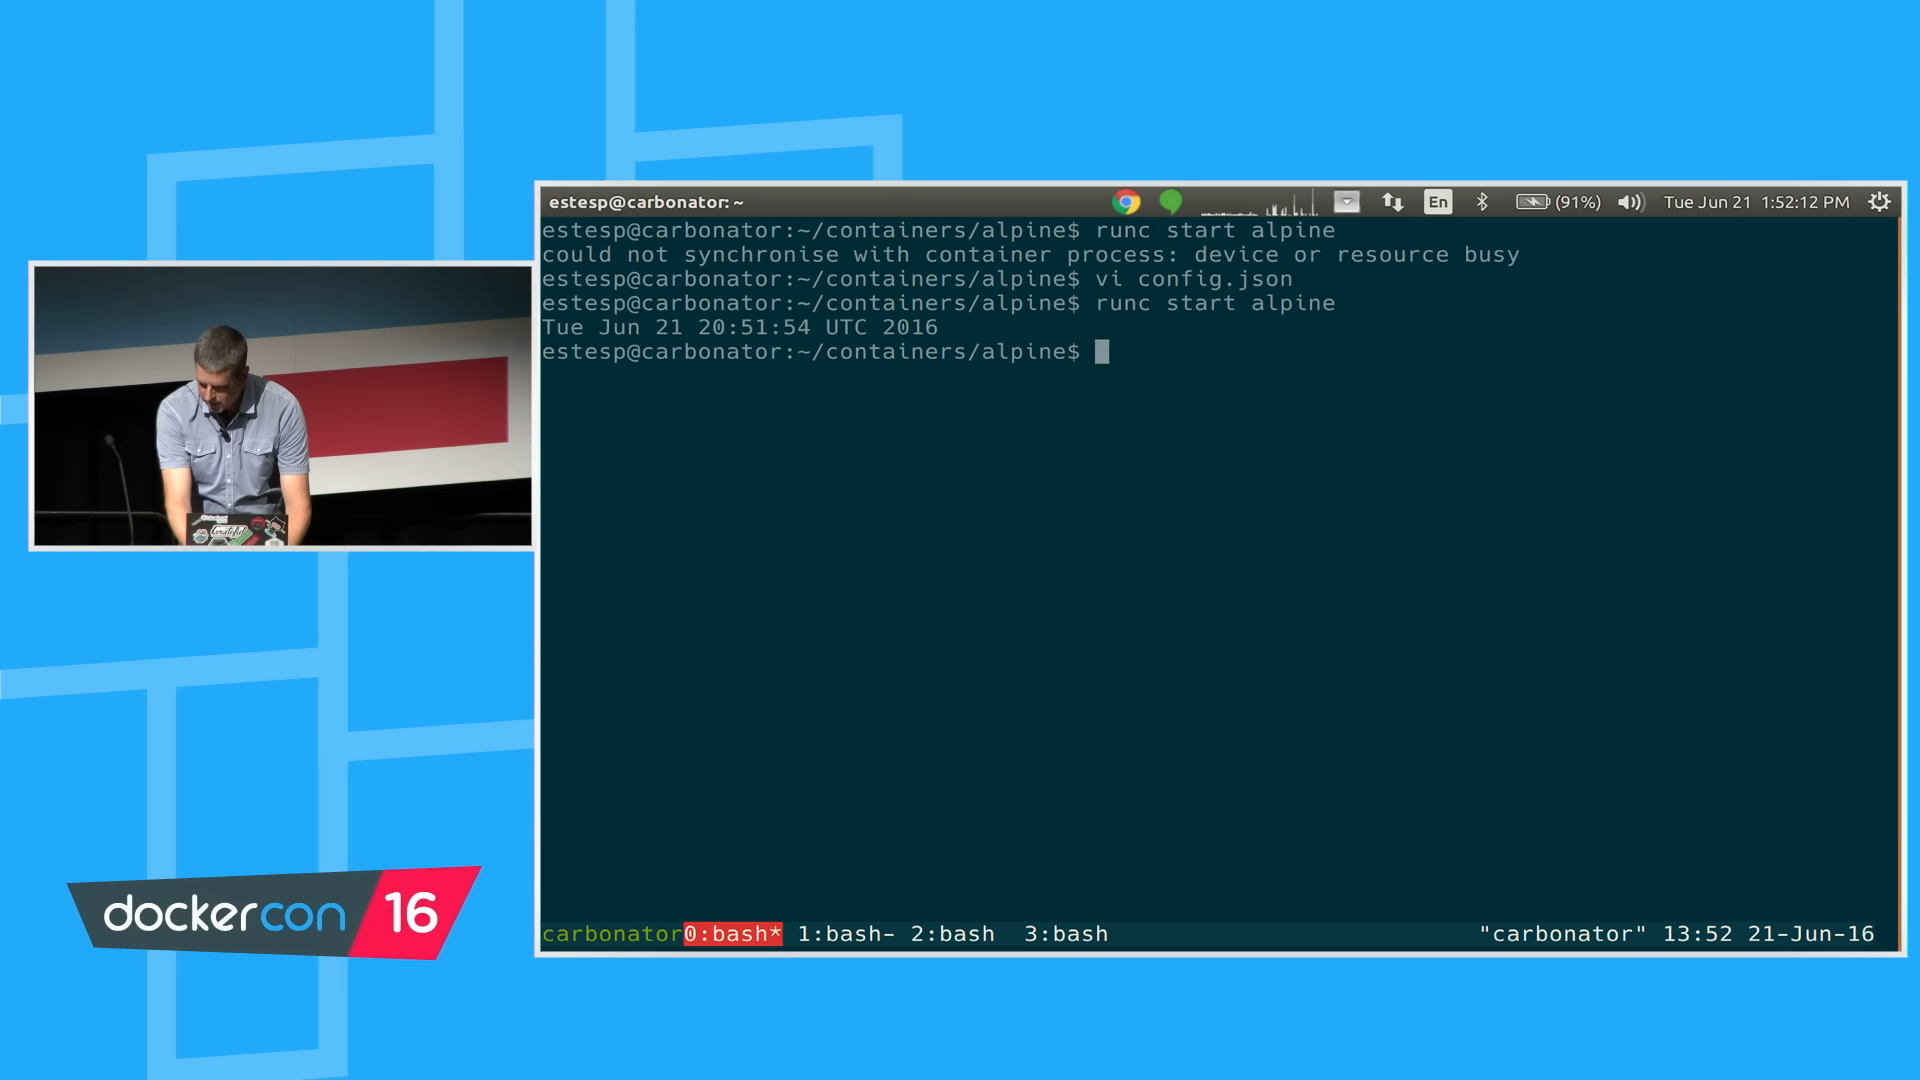 estesp@carbonator: ~
En
(91%)
Tue Jun 21 1:52:12 PM
estesp@carbonator:~/containers/alpine$ runc start alpine
could not synchronise with container process: device or resource busy
estesp@carbonator:~/containers/alpine$ vi config.json
estesp@carbonator:~/containers/alpine$ runc start alpine
Tue Jun 21 20:51:54 UTC 2016
estesp@carbonator:~/containers/alpine$
Grateful
dockercon 16
carbonator0:bash* 1:bash- 2:bash 3:bash "carbonator" 13:52 21-Jun-16